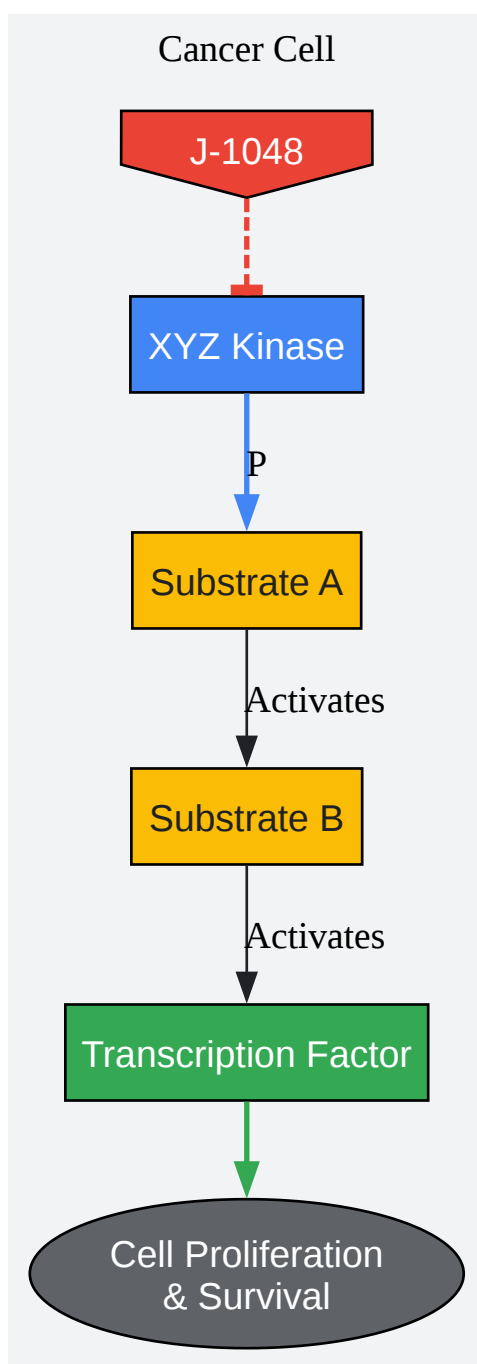 Cancer Cell
J-1048
XYZ Kinase
P
Substrate A
Activates
Substrate B
Activates
Transcription Factor
Cell Proliferation
& Survival